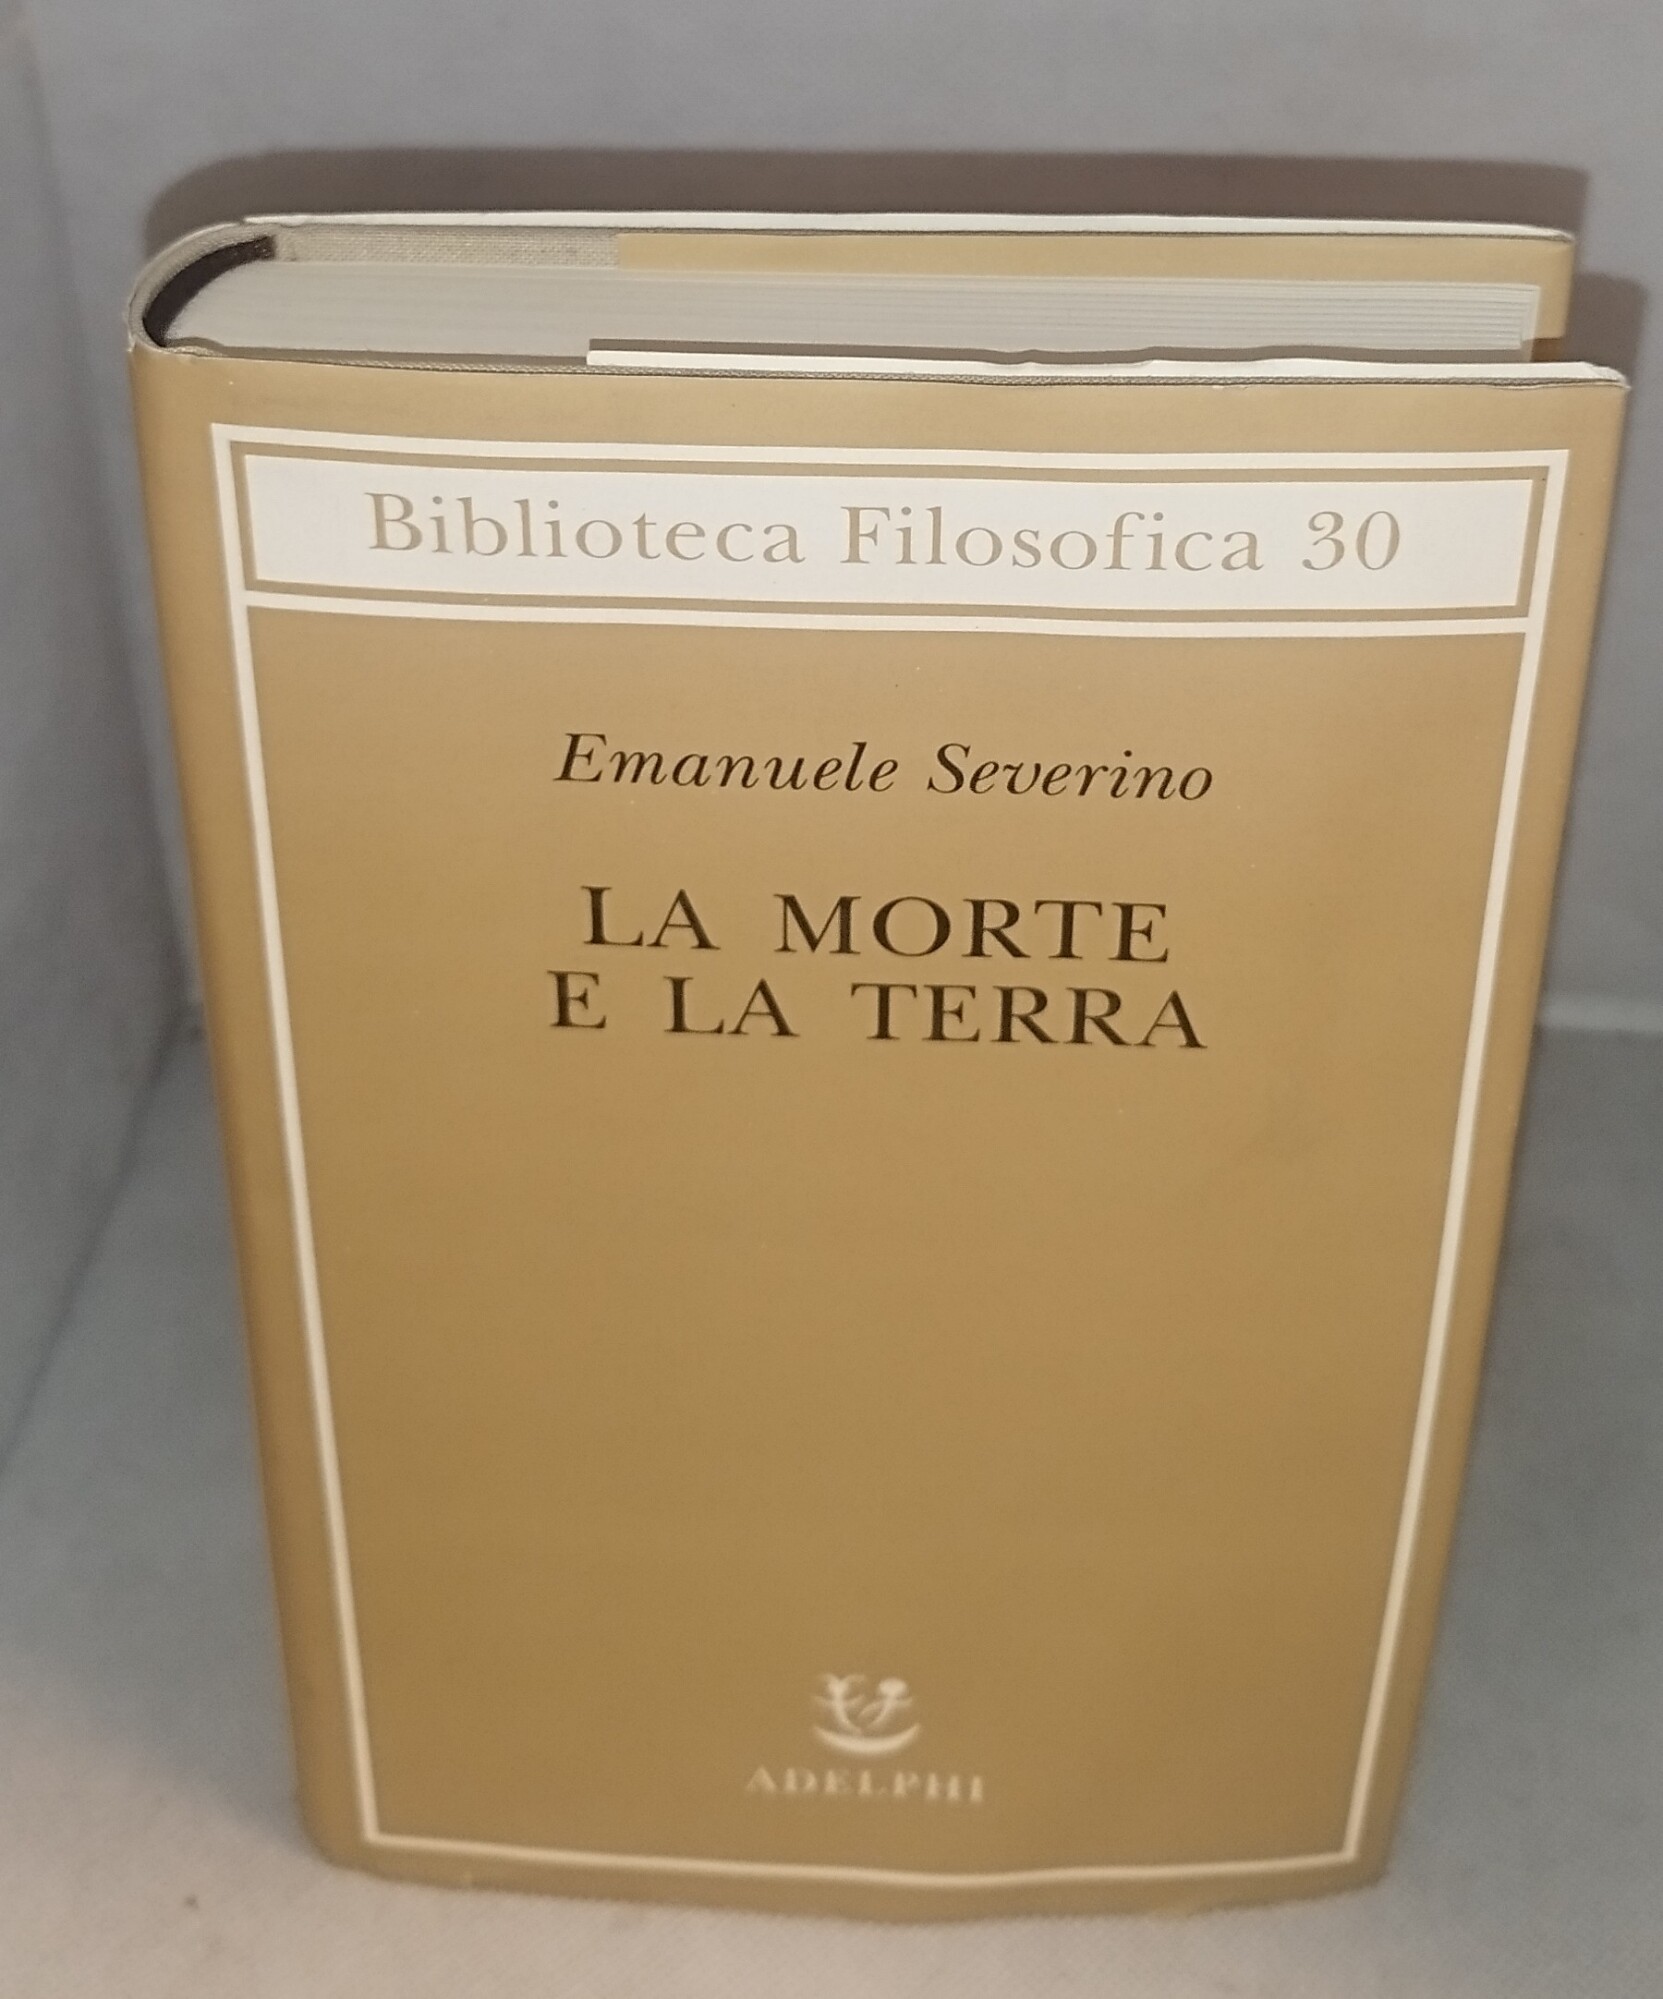 Biblioteca Filosofica 30
Emanuele Severino
LA MORTE
E LA TERRA
ADELPHI